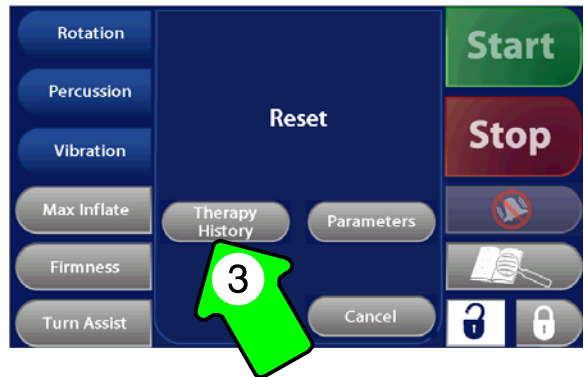 Rotation
Percussion
Vibration
Max Inflate
Firmness
Turn Assist
Reset
Therapy
History
Parameters
Cancel
3
Start
Stop